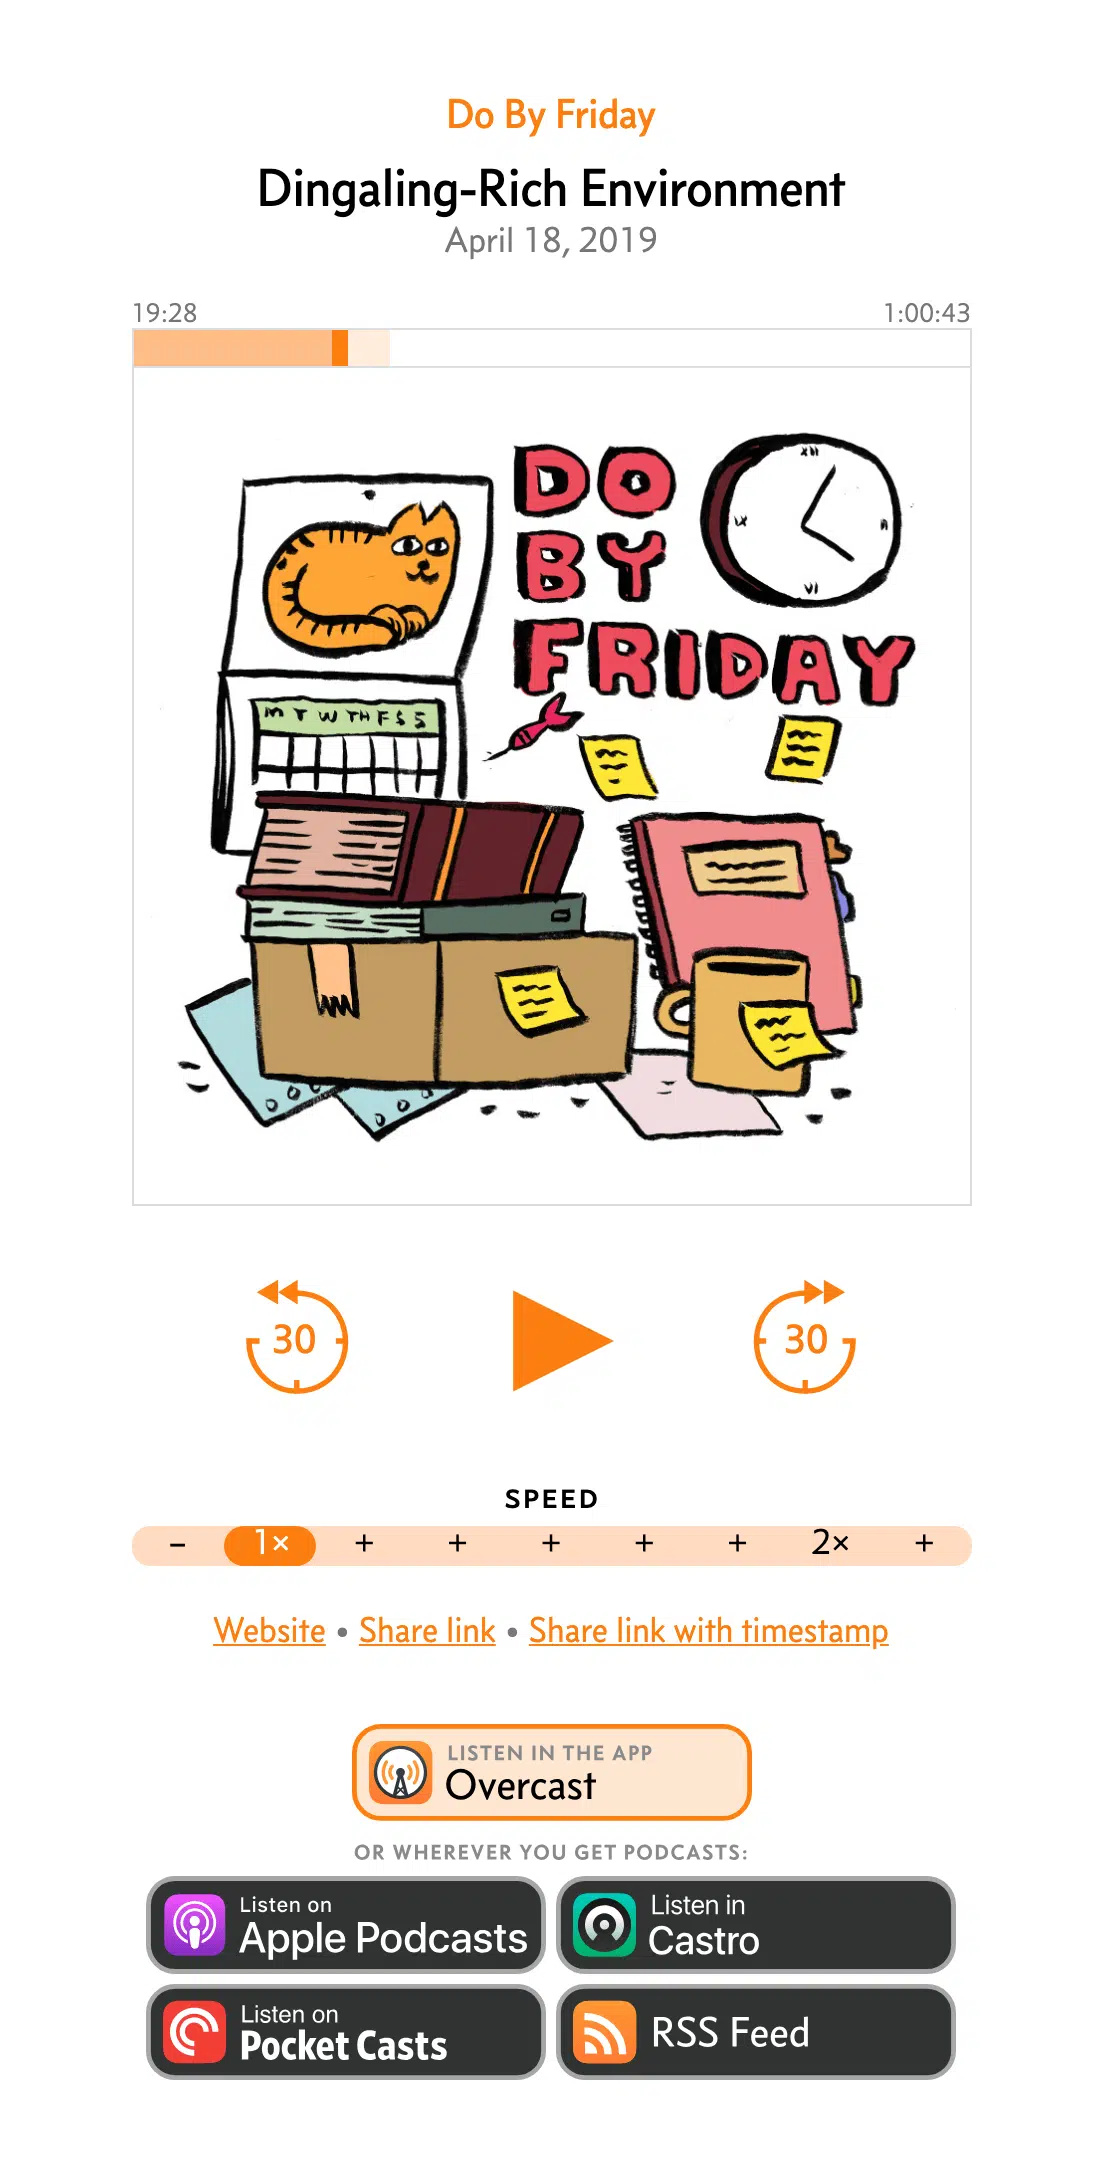 Do By Friday
Dingaling-Rich Environment
April 18, 2019
19:28 1:00:43
DO
BY
FRIDAY
XII
IX
III
VI
M T W TH F S S
30 30
SPEED
– 1× + + + + + 2× +
Website • Share link • Share link with timestamp
LISTEN IN THE APP
Overcast
OR WHEREVER YOU GET PODCASTS:
Listen on
Apple Podcasts
Listen in
Castro
Listen on
Pocket Casts
RSS Feed